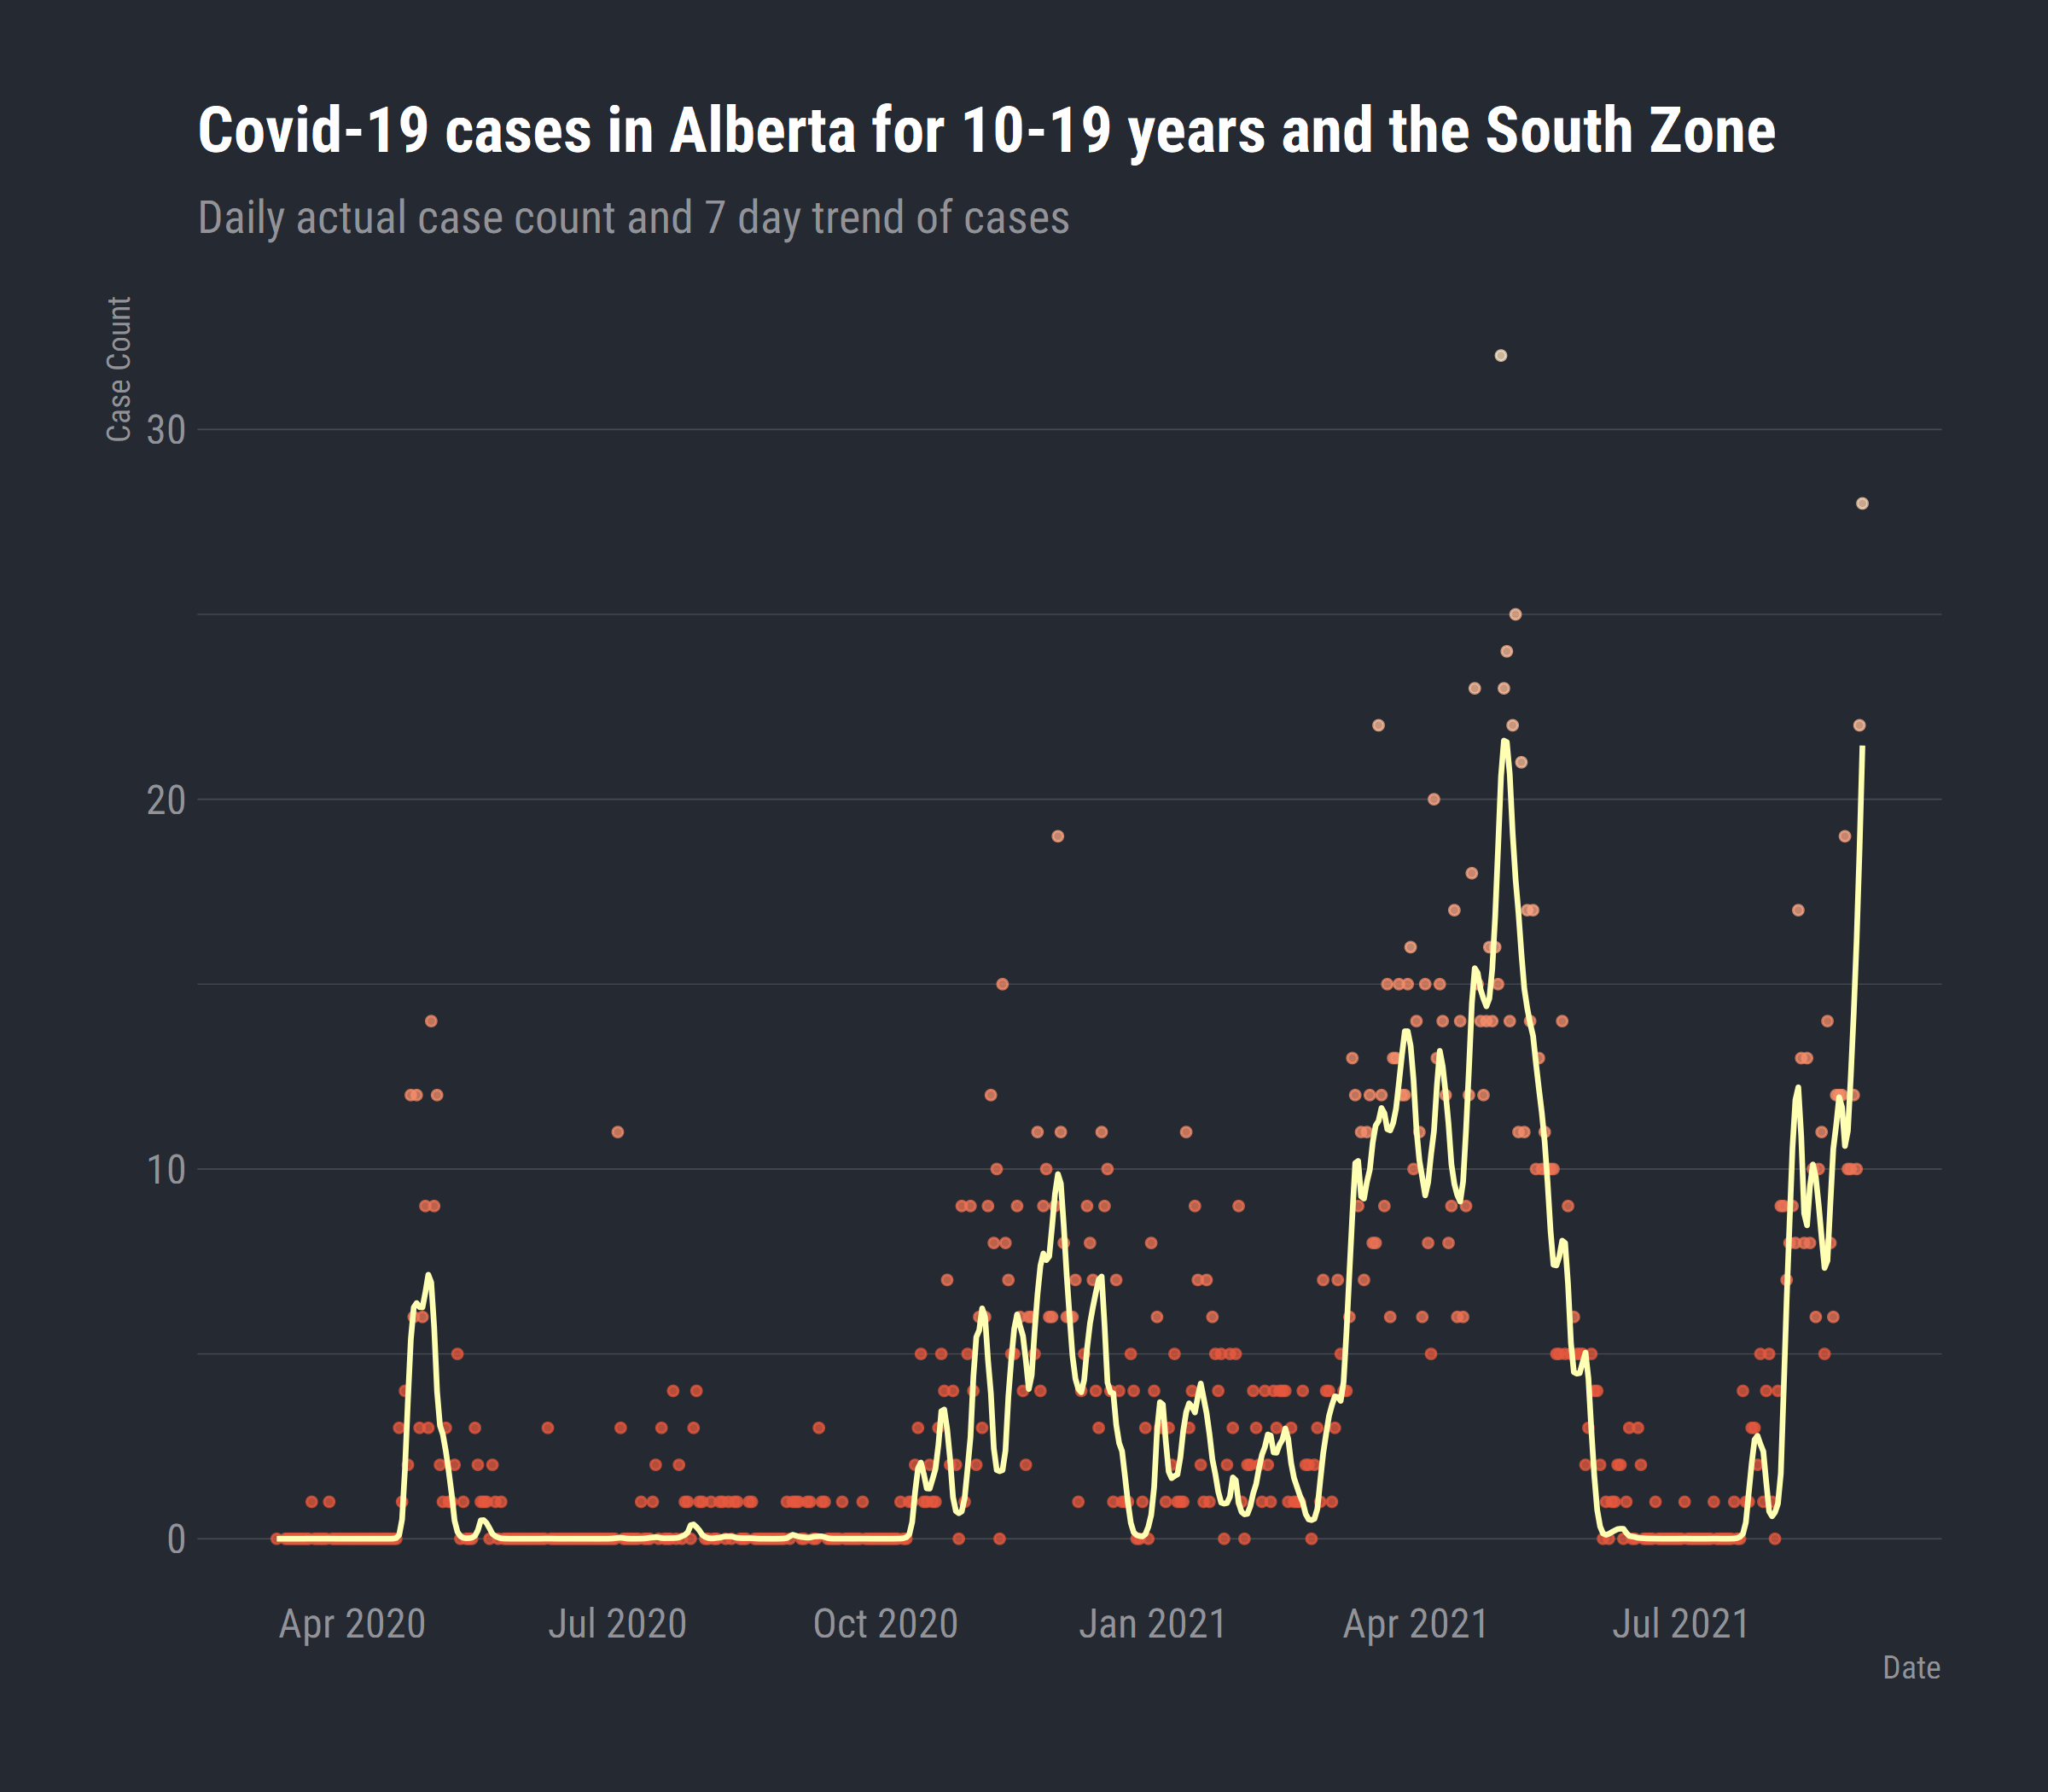 Covid-19 cases in Alberta for 10-19 years and the South Zone
Daily actual case count and 7 day trend of cases
Case Count
30
20
10
0
Apr 2020 Jul 2020 Oct 2020 Jan 2021 Apr 2021 Jul 2021
Date